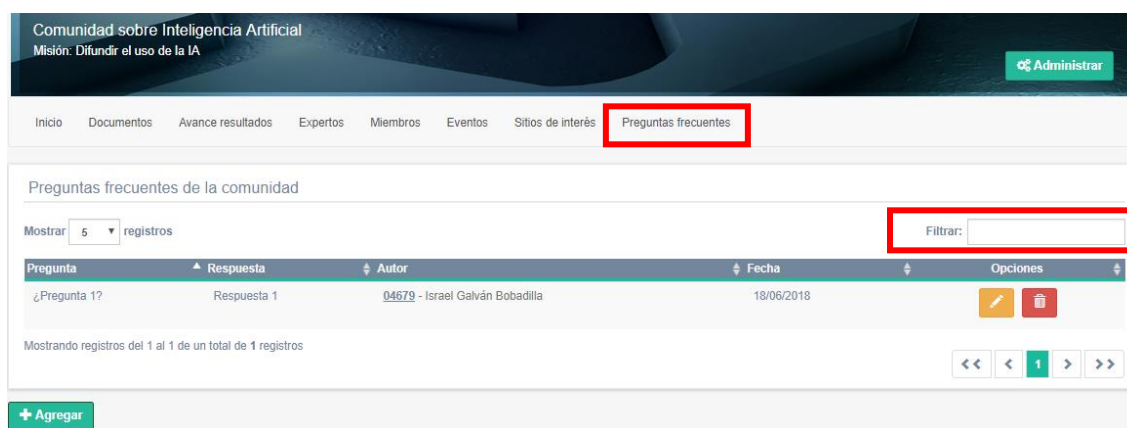 Comunidad sobre Inteligencia Artificial
Misión: Difundir el uso de la IA
Administrar
Inicio Documentos Avance resultados Expertos Miembros Eventos Sitios de interés Preguntas frecuentes
Preguntas frecuentes de la comunidad
Mostrar 5 registros Filtrar:
Pregunta Respuesta Autor Fecha Opciones
¿Pregunta 1? Respuesta 1 04679 - Israel Galván Bobadilla 18/06/2018
Mostrando registros del 1 al 1 de un total de 1 registros
<< < 1 > >>
Agregar